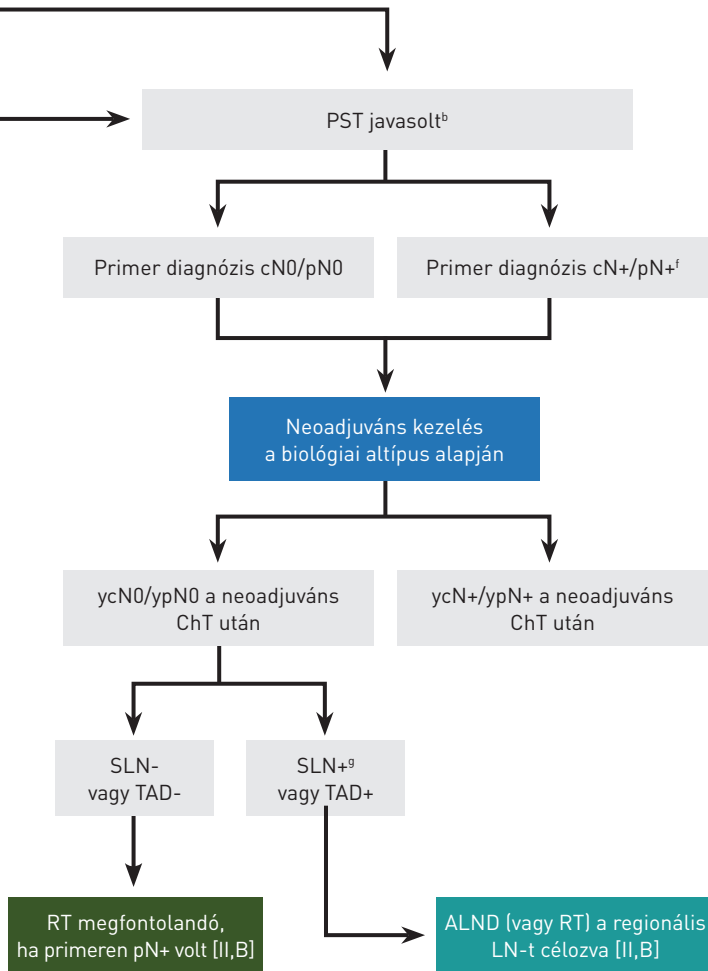 PST javasoltᵇ
Primer diagnózis cN0/pN0
Primer diagnózis cN+/pN+ᶠ
Neoadjuváns kezelés
a biológiai altípus alapján
ycN0/ypN0 a neoadjuváns
ChT után
ycN+/ypN+ a neoadjuváns
ChT után
SLN-
vagy TAD-
SLN+ᵍ
vagy TAD+
RT megfontolandó,
ha primeren pN+ volt [II,B]
ALND (vagy RT) a regionális
LN-t célozva [II,B]